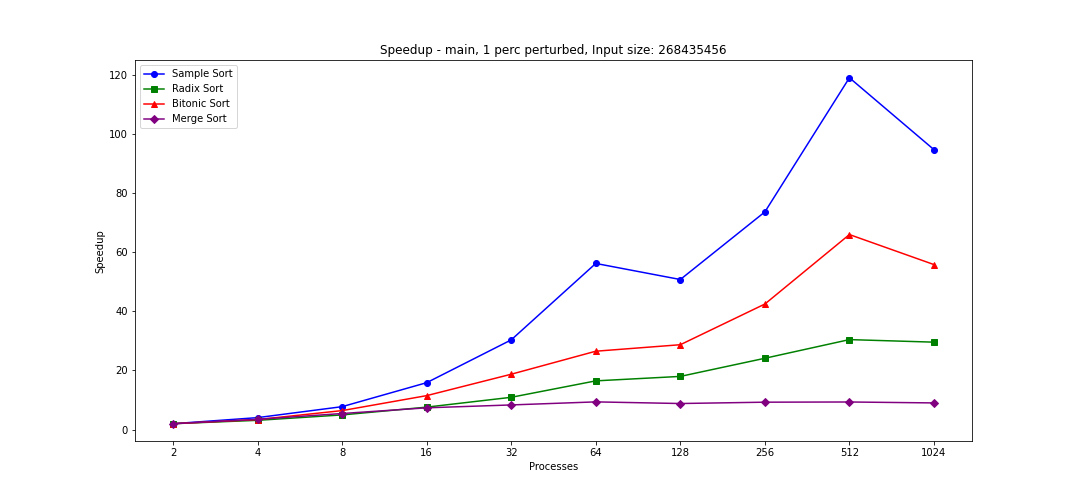 Speedup - main, 1 perc perturbed, Input size: 268435456
Sample Sort
Radix Sort
Bitonic Sort
Merge Sort
120
100
80
60
40
20
0
Speedup
2 4 8 16 32 64 128 256 512 1024
Processes